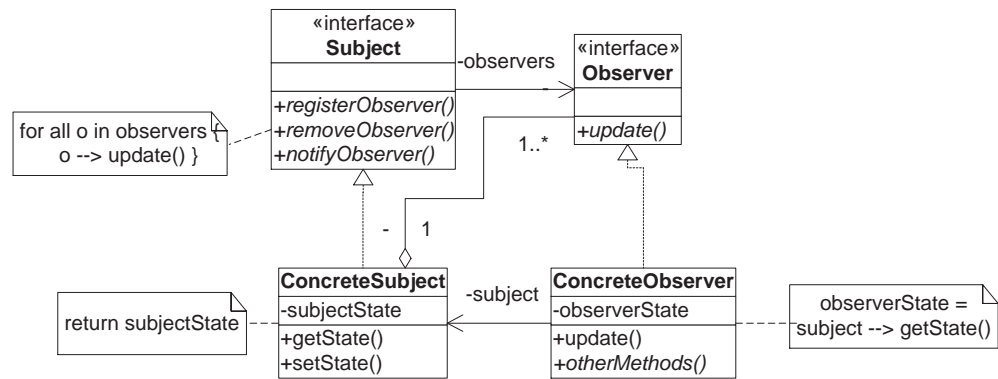 «interface»
Subject
-observers
«interface»
Observer
-
+registerObserver()
+removeObserver()
+notifyObserver()
+update()
for all o in observers {
o --> update() }
1..*
-
1
ConcreteSubject
-subjectState
+getState()
+setState()
-subject
ConcreteObserver
-observerState
+update()
+otherMethods()
return subjectState
observerState =
subject --> getState()